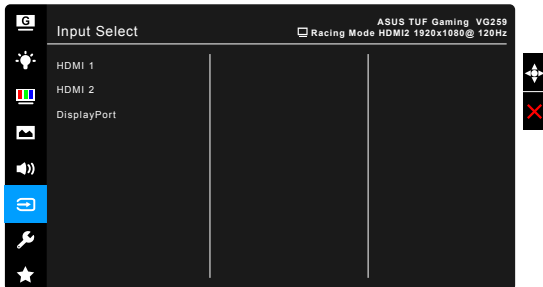 G
ASUS TUF Gaming VG259
Input Select
Racing Mode HDMI2 1920x1080@ 120Hz
HDMI 1
HDMI 2
DisplayPort